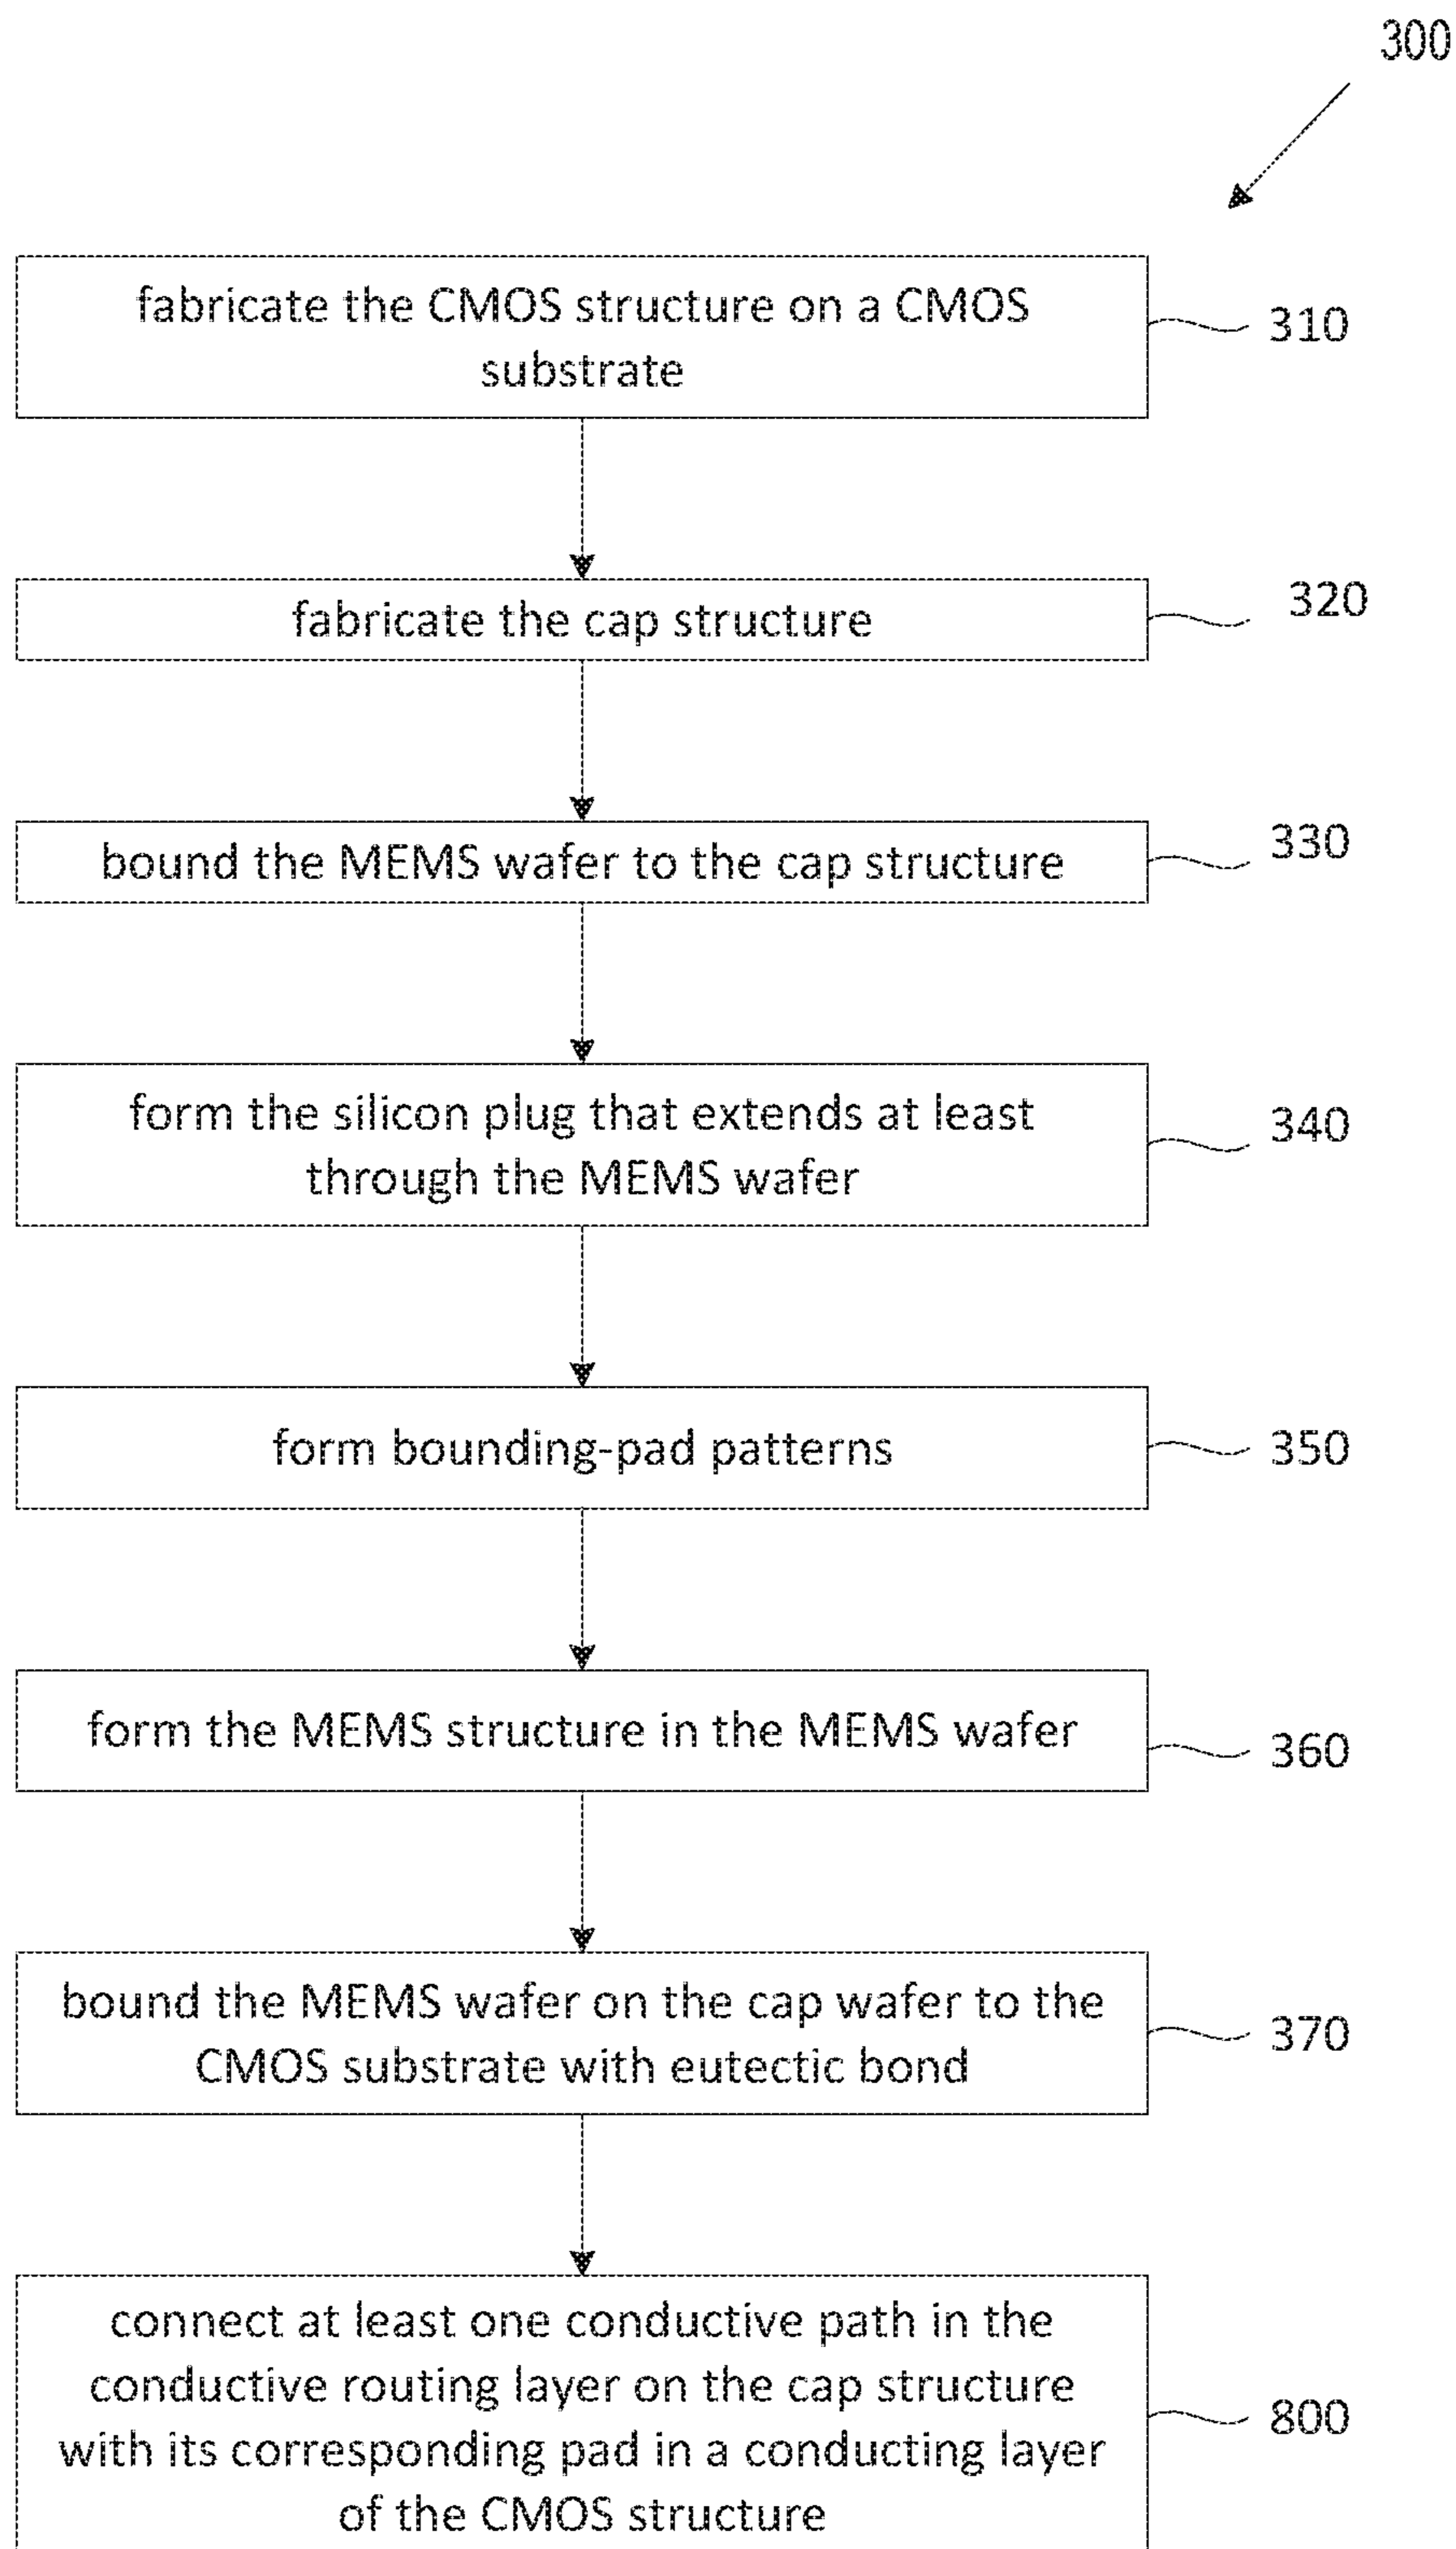 300
fabricate the CMOS structure on a CMOS
substrate
310
fabricate the cap structure
320
bound the MEMS wafer to the cap structure
330
form the silicon plug that extends at least
through the MEMS wafer
340
form bounding-pad patterns
350
form the MEMS structure in the MEMS wafer
360
bound the MEMS wafer on the cap wafer to the
CMOS substrate with eutectic bond
370
connect at least one conductive path in the
conductive routing layer on the cap structure
with its corresponding pad in a conducting layer
of the CMOS structure
800